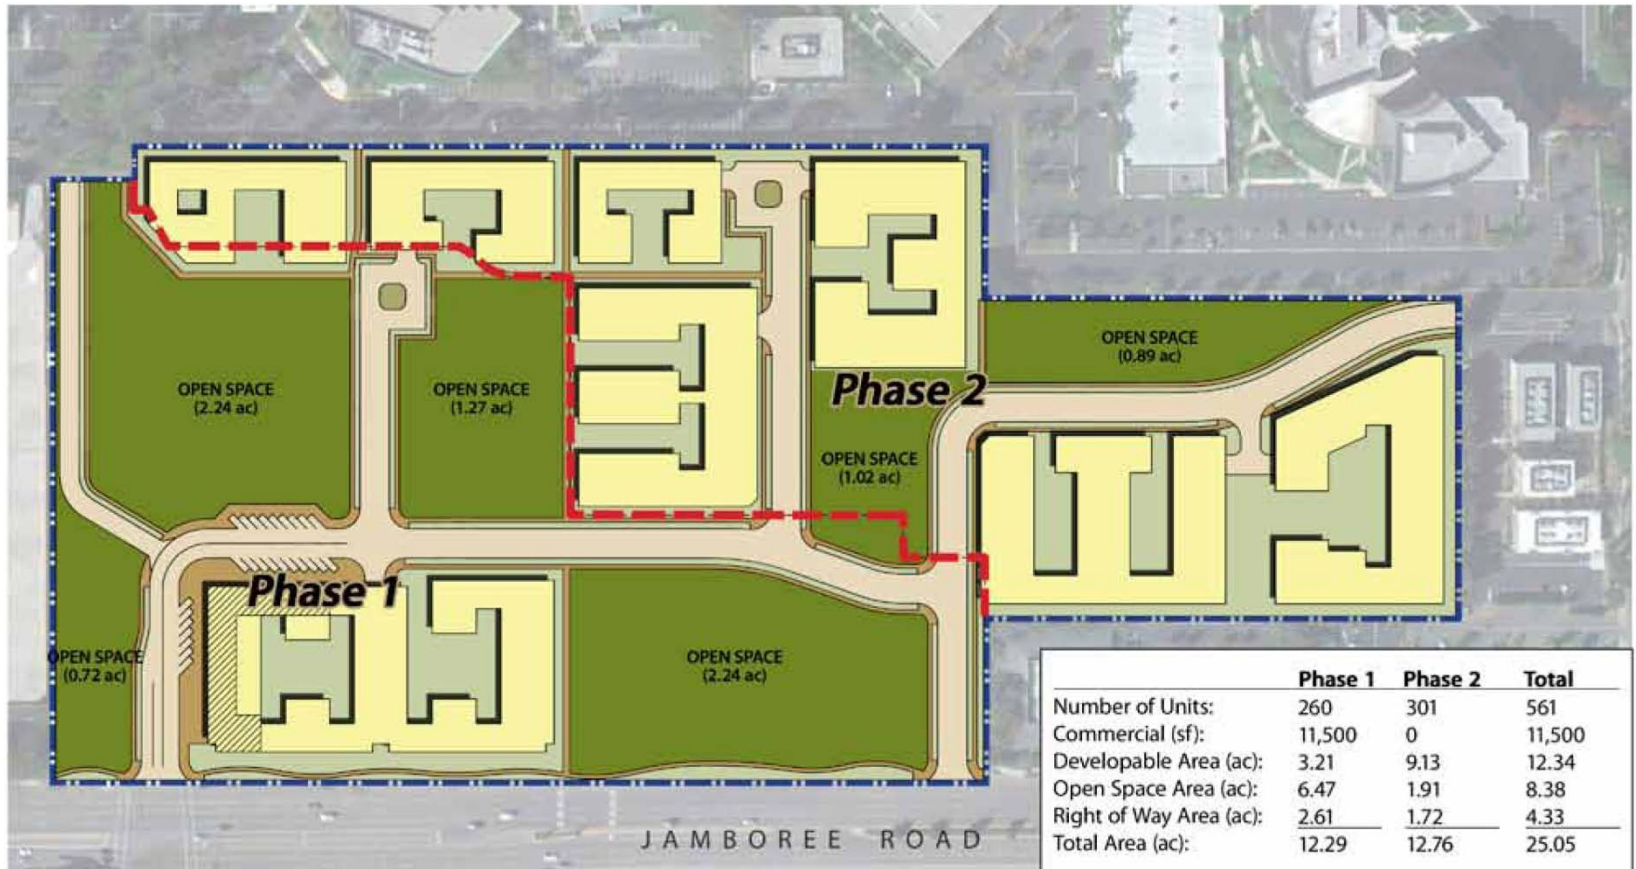 OPEN SPACE
(0.89 ac)
Phase 2
OPEN SPACE
(2.24 ac)
OPEN SPACE
(1.27 ac)
OPEN SPACE
(1.02 ac)
Phase 1
OPEN SPACE
(0.72 ac)
OPEN SPACE
(2.24 ac)
Phase 1 Phase 2 Total
Number of Units: 260 301 561
Commercial (sf): 11,500 0 11,500
Developable Area (ac): 3.21 9.13 12.34
Open Space Area (ac): 6.47 1.91 8.38
Right of Way Area (ac): 2.61 1.72 4.33
Total Area (ac): 12.29 12.76 25.05
JAMBOREE ROAD